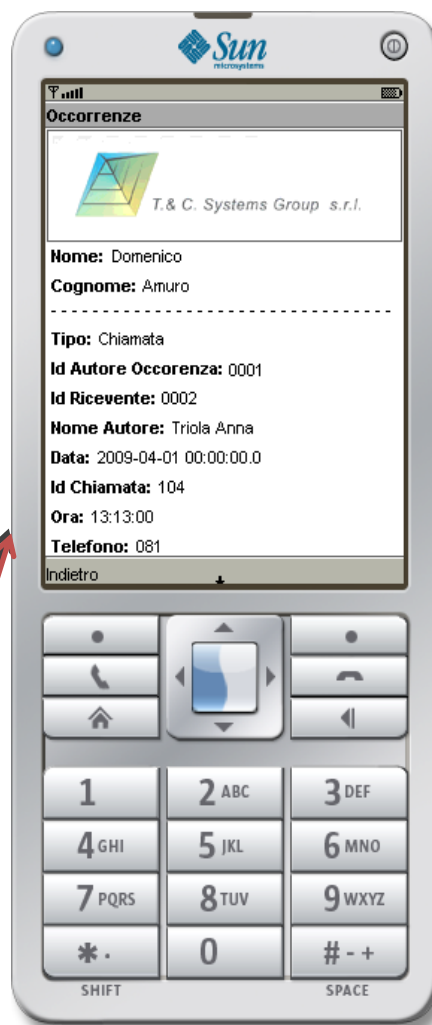 Sun
microsystems
Occorrenze
T.& C. Systems Group s.r.l.
Nome: Domenico
Cognome: Amuro
Tipo: Chiamata
Id Autore Occorenza: 0001
Id Ricevente: 0002
Nome Autore: Triola Anna
Data: 2009-04-01 00:00:00.0
Id Chiamata: 104
Ora: 13:13:00
Telefono: 081
Indietro
1 2 ABC 3 DEF
4 GHI 5 JKL 6 MNO
7 PQRS 8 TUV 9 WXYZ
* . 0 # - +
SHIFT SPACE